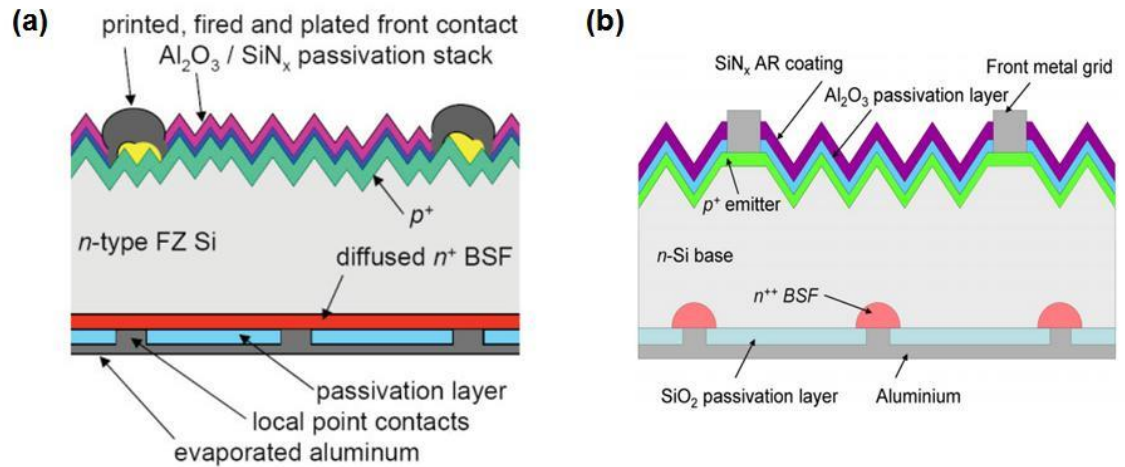 (a)
printed, fired and plated front contact
Al₂O₃ / SiNₓ passivation stack
p⁺
n-type FZ Si
diffused n⁺ BSF
passivation layer
local point contacts
evaporated aluminum
(b)
SiNₓ AR coating
Front metal grid
Al₂O₃ passivation layer
p⁺ emitter
n-Si base
n⁺⁺ BSF
SiO₂ passivation layer
Aluminium